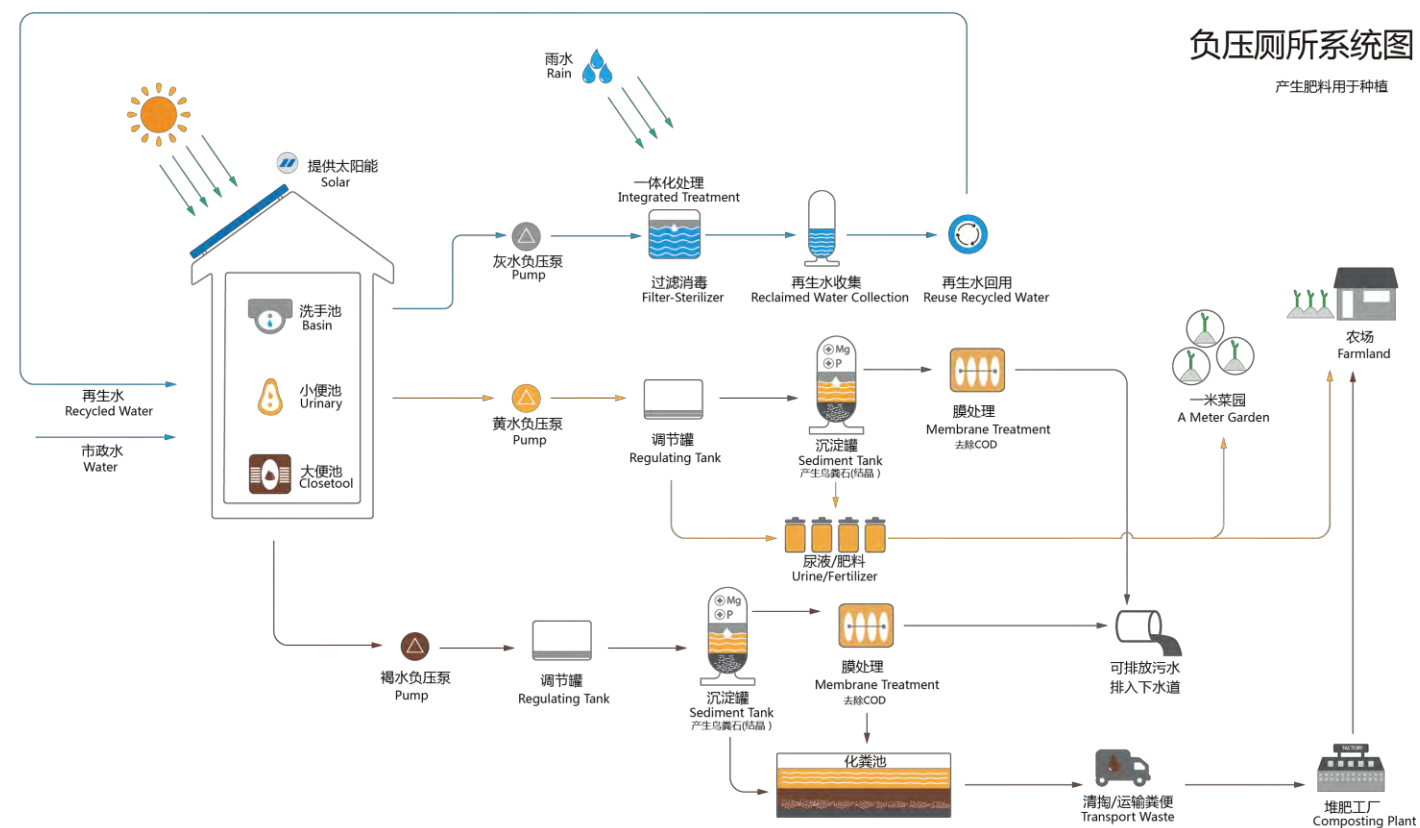 负压厕所系统图
产生肥料用于种植
雨水
Rain
提供太阳能
Solar
一体化处理
Integrated Treatment
灰水负压泵
Pump
过滤消毒
Filter-Sterilizer
再生水收集
Reclaimed Water Collection
再生水回用
Reuse Recycled Water
洗手池
Basin
小便池
Urinary
大便池
Closetool
再生水
Recycled Water
市政水
Water
黄水负压泵
Pump
调节罐
Regulating Tank
Mg
P
沉淀罐
Sediment Tank
产生鸟粪石(结晶)
膜处理
Membrane Treatment
去除COD
一米菜园
A Meter Garden
农场
Farmland
尿液/肥料
Urine/Fertilizer
褐水负压泵
Pump
调节罐
Regulating Tank
Mg
P
沉淀罐
Sediment Tank
产生鸟粪石(结晶)
膜处理
Membrane Treatment
去除COD
可排放污水
排入下水道
化粪池
清掏/运输粪便
Transport Waste
FACTORY
堆肥工厂
Composting Plant